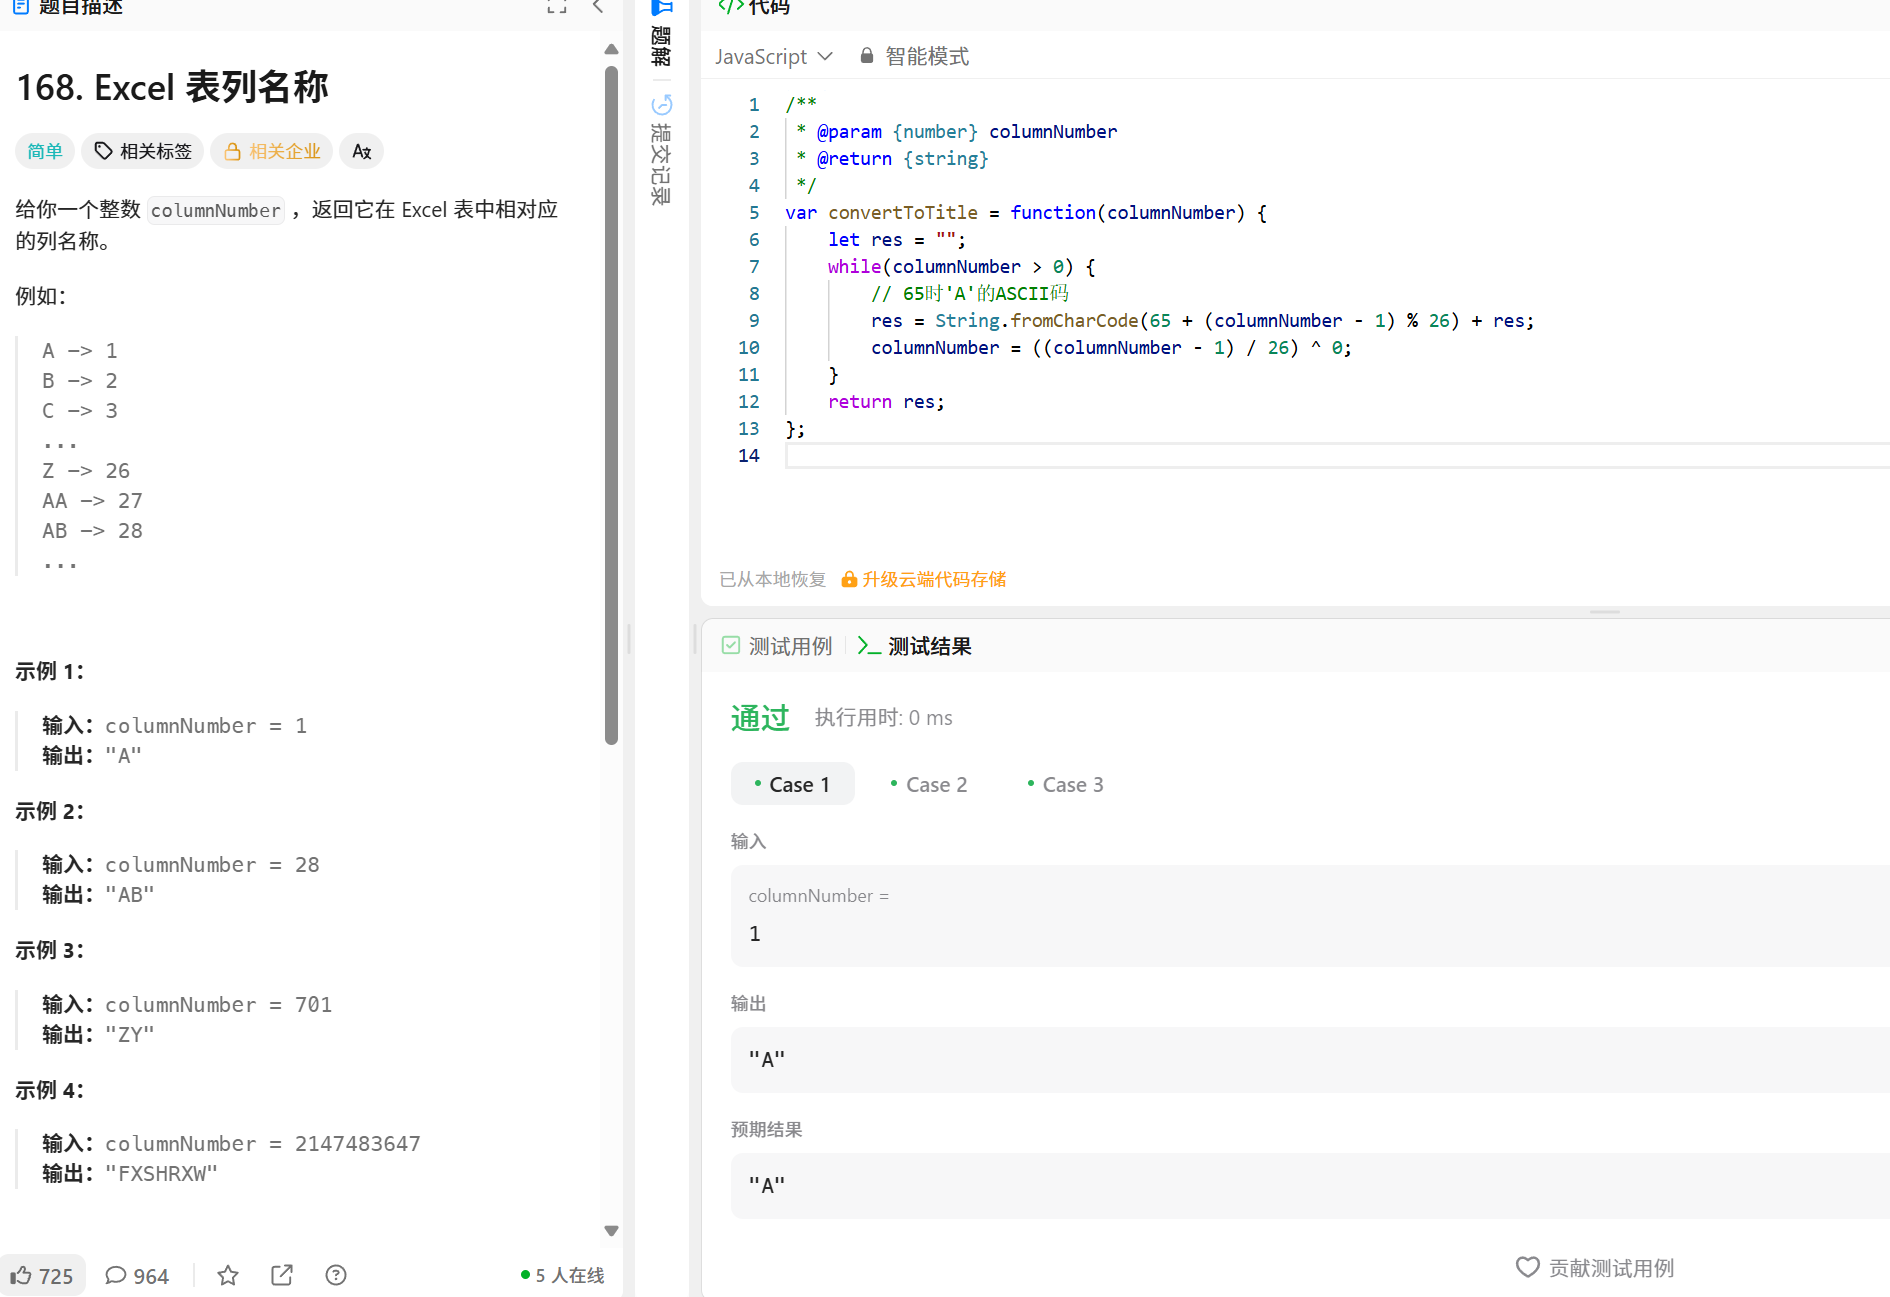 题目描述
168. Excel 表列名称
简单
相关标签
相关企业
给你一个整数 columnNumber ，返回它在 Excel 表中相对应
的列名称。
例如：
A -> 1
B -> 2
C -> 3
...
Z -> 26
AA -> 27
AB -> 28
...
示例 1：
输入：columnNumber = 1
输出："A"
示例 2：
输入：columnNumber = 28
输出："AB"
示例 3：
输入：columnNumber = 701
输出："ZY"
示例 4：
输入：columnNumber = 2147483647
输出："FXSHRXW"
725
964
5 人在线
题解
提交记录
</> 代码
JavaScript
智能模式
1 /**
2  * @param {number} columnNumber
3  * @return {string}
4  */
5 var convertToTitle = function(columnNumber) {
6     let res = "";
7     while(columnNumber > 0) {
8         // 65时'A'的ASCII码
9         res = String.fromCharCode(65 + (columnNumber - 1) % 26) + res;
10         columnNumber = ((columnNumber - 1) / 26) ^ 0;
11     }
12     return res;
13 };
14
已从本地恢复
升级云端代码存储
测试用例
测试结果
通过
执行用时: 0 ms
Case 1
Case 2
Case 3
输入
columnNumber =
1
输出
"A"
预期结果
"A"
贡献测试用例